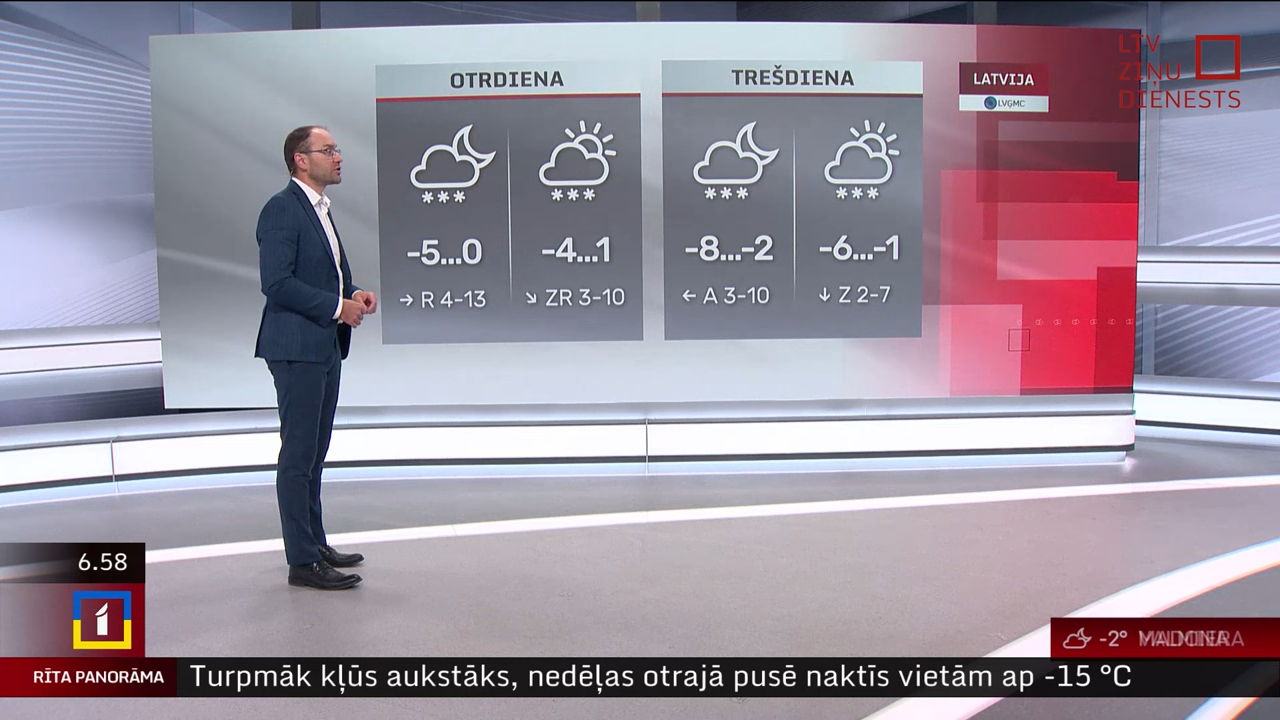 OTRDIENA
-5...0
-4...1
→ R 4-13
↘ ZR 3-10
TREŠDIENA
-8...-2
-6...-1
← A 3-10
↓ Z 2-7
LATVIJA
LVĢMC
LTV
ZIŅU
DIENESTS
6.58
1
-2°
RĪTA PANORĀMA
Turpmāk kļūs aukstāks, nedēļas otrajā pusē naktīs vietām ap -15 °C